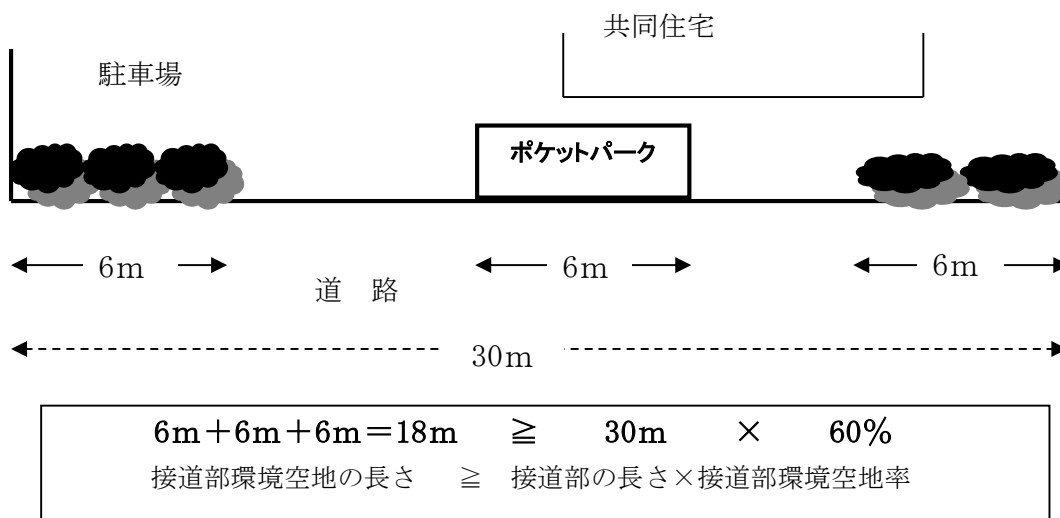 共同住宅
駐車場
ポケットパーク
6m 6m 6m
道 路
30m
6m+6m+6m=18m ≧ 30m × 60%
接道部環境空地の長さ ≧ 接道部の長さ×接道部環境空地率